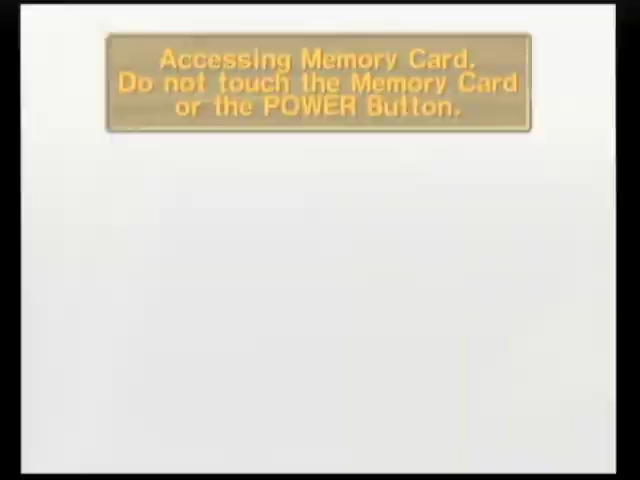 Accessing Memory Card.
Do not touch the Memory Card
or the POWER Button.